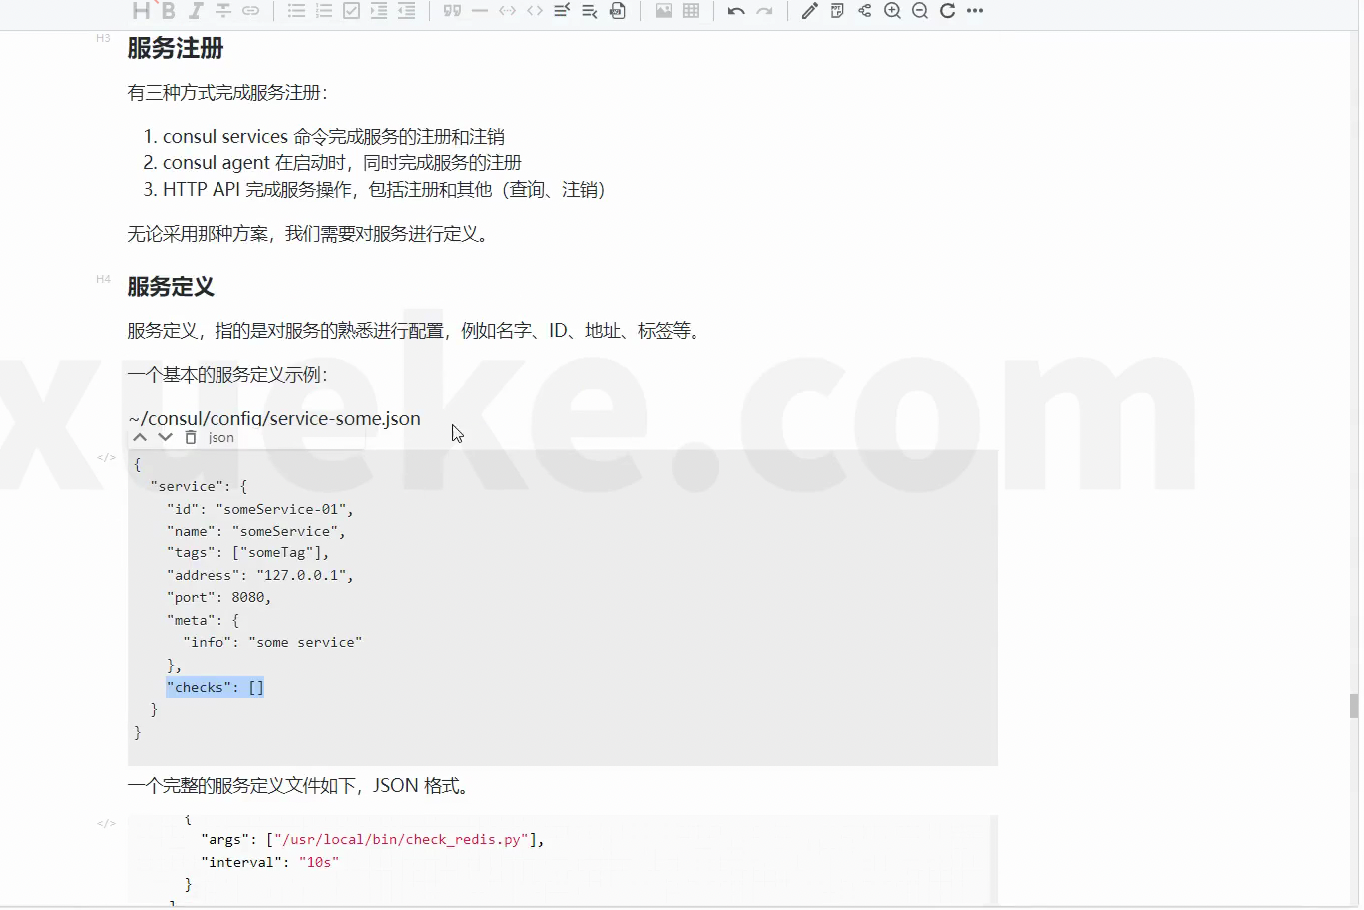 H3
服务注册
有三种方式完成服务注册：
1. consul services 命令完成服务的注册和注销
2. consul agent 在启动时，同时完成服务的注册
3. HTTP API 完成服务操作，包括注册和其他（查询、注销）
无论采用那种方案，我们需要对服务进行定义。
H4
服务定义
服务定义，指的是对服务的熟悉进行配置，例如名字、ID、地址、标签等。
一个基本的服务定义示例：
~/consul/config/service-some.json
json
{
"service": {
"id": "someService-01",
"name": "someService",
"tags": ["someTag"],
"address": "127.0.0.1",
"port": 8080,
"meta": {
"info": "some service"
},
"checks": []
}
}
一个完整的服务定义文件如下，JSON 格式。
{
"args": ["/usr/local/bin/check_redis.py"],
"interval": "10s"
}
xueke.com